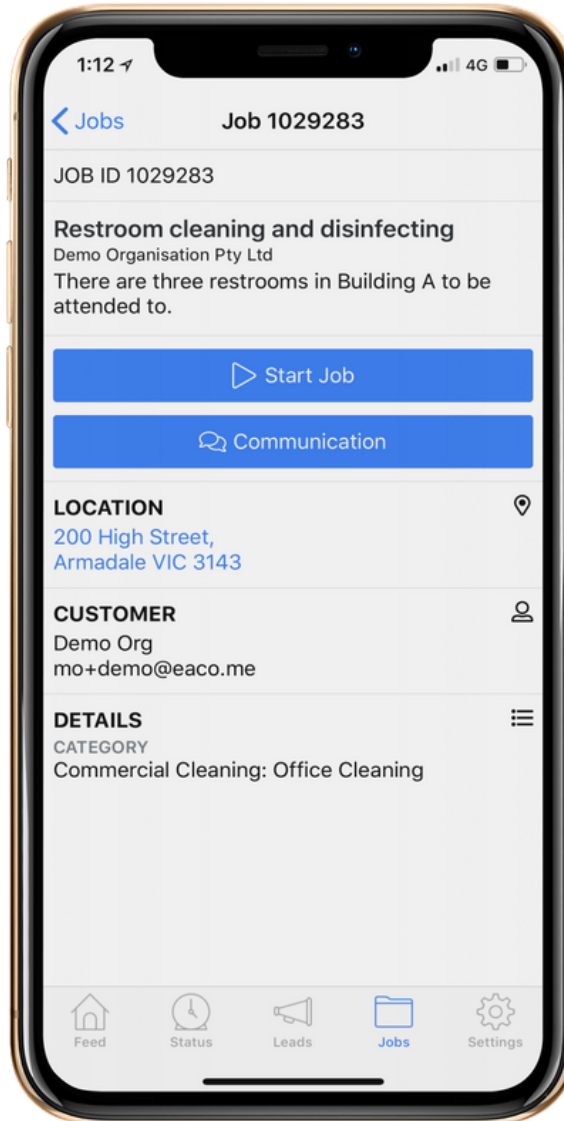 1:12
4G
Jobs
Job 1029283
JOB ID 1029283
Restroom cleaning and disinfecting
Demo Organisation Pty Ltd
There are three restrooms in Building A to be
attended to.
Start Job
Communication
LOCATION
200 High Street,
Armadale VIC 3143
CUSTOMER
Demo Org
mo+demo@eaco.me
DETAILS
CATEGORY
Commercial Cleaning: Office Cleaning
Feed
Status
Leads
Jobs
Settings